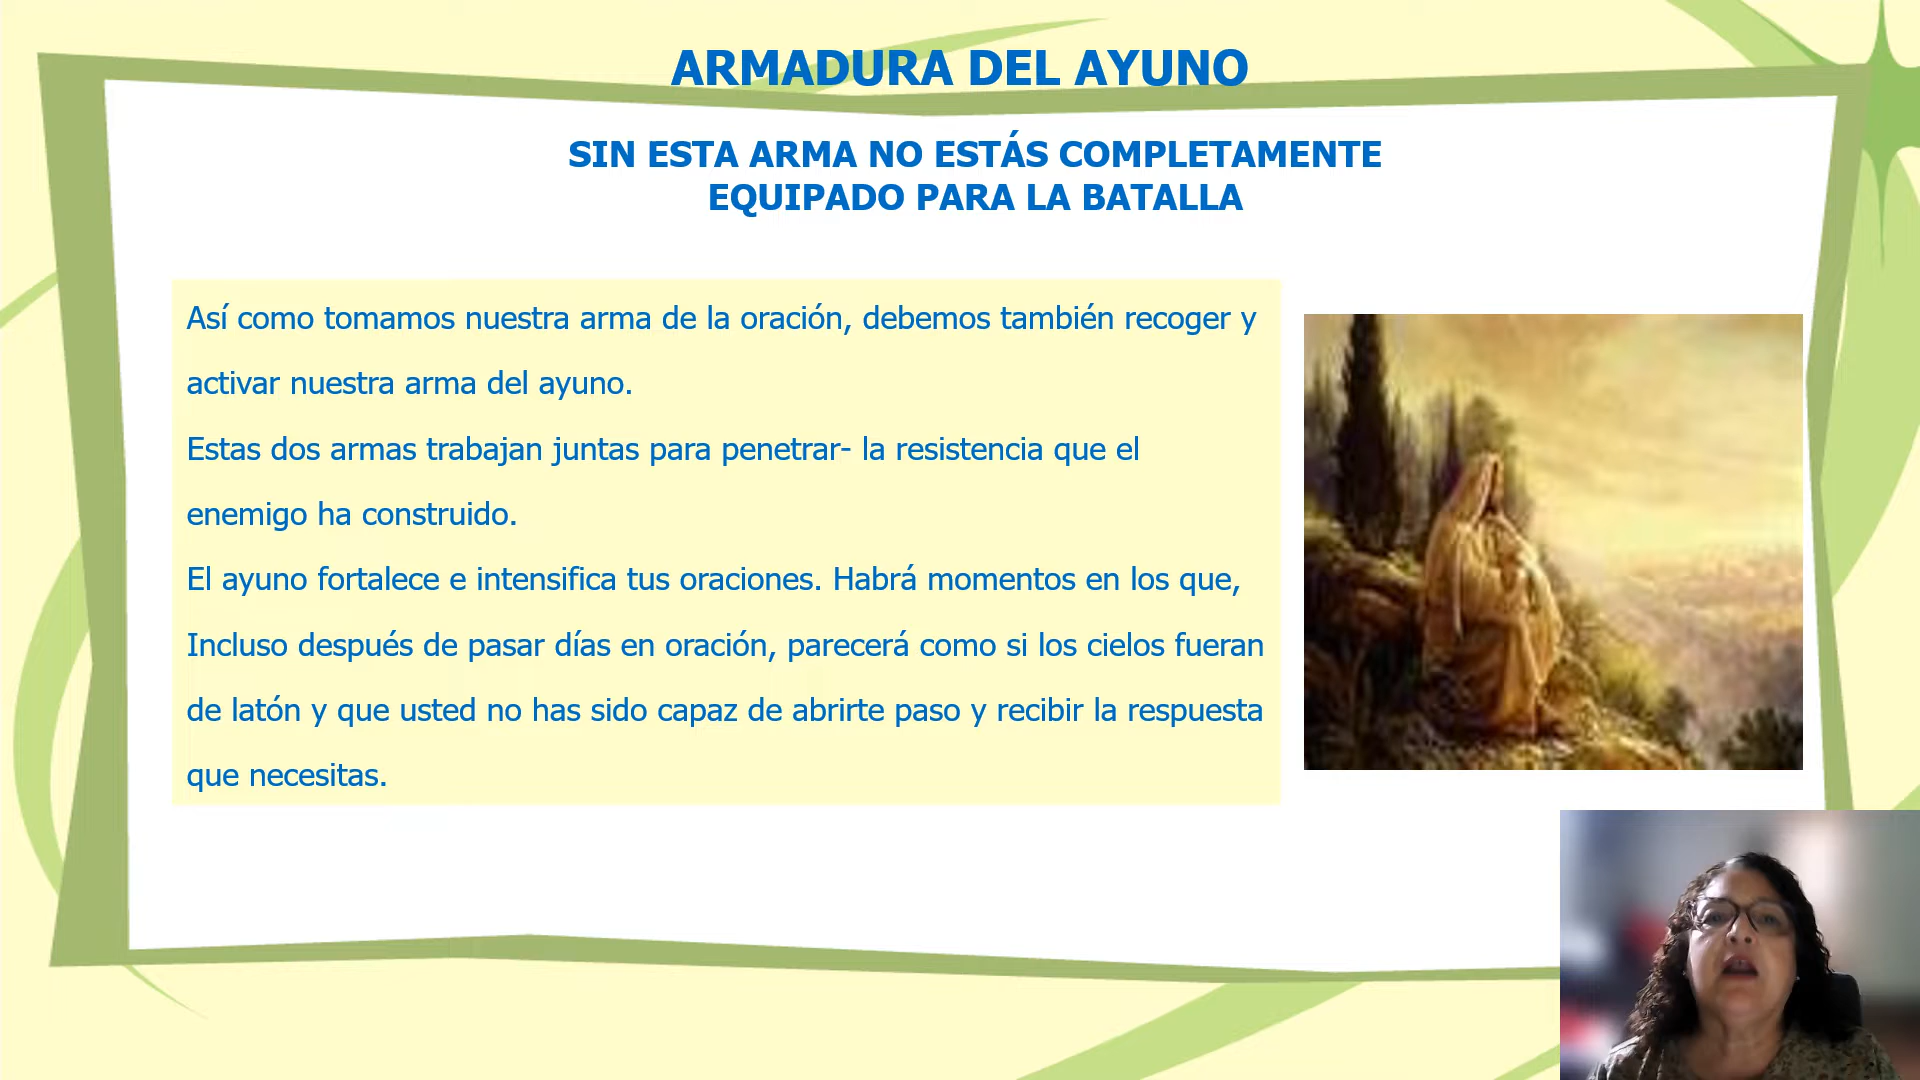 ARMADURA DEL AYUNO
SIN ESTA ARMA NO ESTÁS COMPLETAMENTE
EQUIPADO PARA LA BATALLA
Así como tomamos nuestra arma de la oración, debemos también recoger y
activar nuestra arma del ayuno.
Estas dos armas trabajan juntas para penetrar- la resistencia que el
enemigo ha construido.
El ayuno fortalece e intensifica tus oraciones. Habrá momentos en los que,
Incluso después de pasar días en oración, parecerá como si los cielos fueran
de latón y que usted no has sido capaz de abrirte paso y recibir la respuesta
que necesitas.